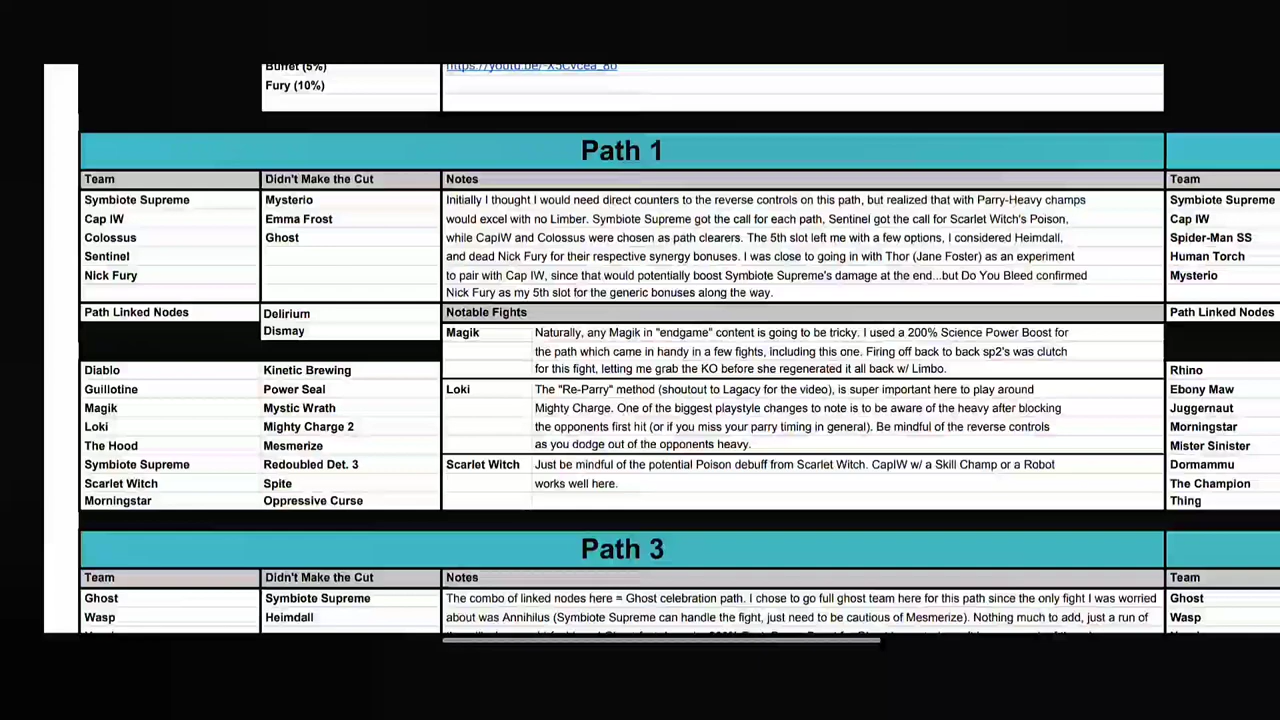 Buffet (5%)
Fury (10%)
Path 1
Team
Didn't Make the Cut
Notes
Team
Symbiote Supreme
Cap IW
Colossus
Sentinel
Nick Fury
Mysterio
Emma Frost
Ghost
Initially I thought I would need direct counters to the reverse controls on this path, but realized that with Parry-Heavy champs
would excel with no Limber. Symbiote Supreme got the call for each path, Sentinel got the call for Scarlet Witch's Poison,
while CapIW and Colossus were chosen as path clearers. The 5th slot left me with a few options, I considered Heimdall,
and dead Nick Fury for their respective synergy bonuses. I was close to going in with Thor (Jane Foster) as an experiment
to pair with Cap IW, since that would potentially boost Symbiote Supreme's damage at the end...but Do You Bleed confirmed
Nick Fury as my 5th slot for the generic bonuses along the way.
Symbiote Supreme
Cap IW
Spider-Man SS
Human Torch
Mysterio
Path Linked Nodes
Delirium
Dismay
Notable Fights
Path Linked Nodes
Diablo
Kinetic Brewing
Guillotine
Power Seal
Magik
Mystic Wrath
Loki
Mighty Charge 2
The Hood
Mesmerize
Symbiote Supreme
Redoubled Det. 3
Scarlet Witch
Spite
Morningstar
Oppressive Curse
Magik
Naturally, any Magik in "endgame" content is going to be tricky. I used a 200% Science Power Boost for
the path which came in handy in a few fights, including this one. Firing off back to back sp2's was clutch
for this fight, letting me grab the KO before she regenerated it all back w/ Limbo.
Loki
The "Re-Parry" method (shoutout to Lagacy for the video), is super important here to play around
Mighty Charge. One of the biggest playstyle changes to note is to be aware of the heavy after blocking
the opponents first hit (or if you miss your parry timing in general). Be mindful of the reverse controls
as you dodge out of the opponents heavy.
Scarlet Witch
Just be mindful of the potential Poison debuff from Scarlet Witch. CapIW w/ a Skill Champ or a Robot
works well here.
Rhino
Ebony Maw
Juggernaut
Morningstar
Mister Sinister
Dormammu
The Champion
Thing
Path 3
Team
Didn't Make the Cut
Notes
Team
Ghost
Wasp
Symbiote Supreme
Heimdall
The combo of linked nodes here = Ghost celebration path. I chose to go full ghost team here for this path since the only fight I was worried
about was Annihilus (Symbiote Supreme can handle the fight, just need to be cautious of Mesmerize). Nothing much to add, just a run of
Ghost
Wasp